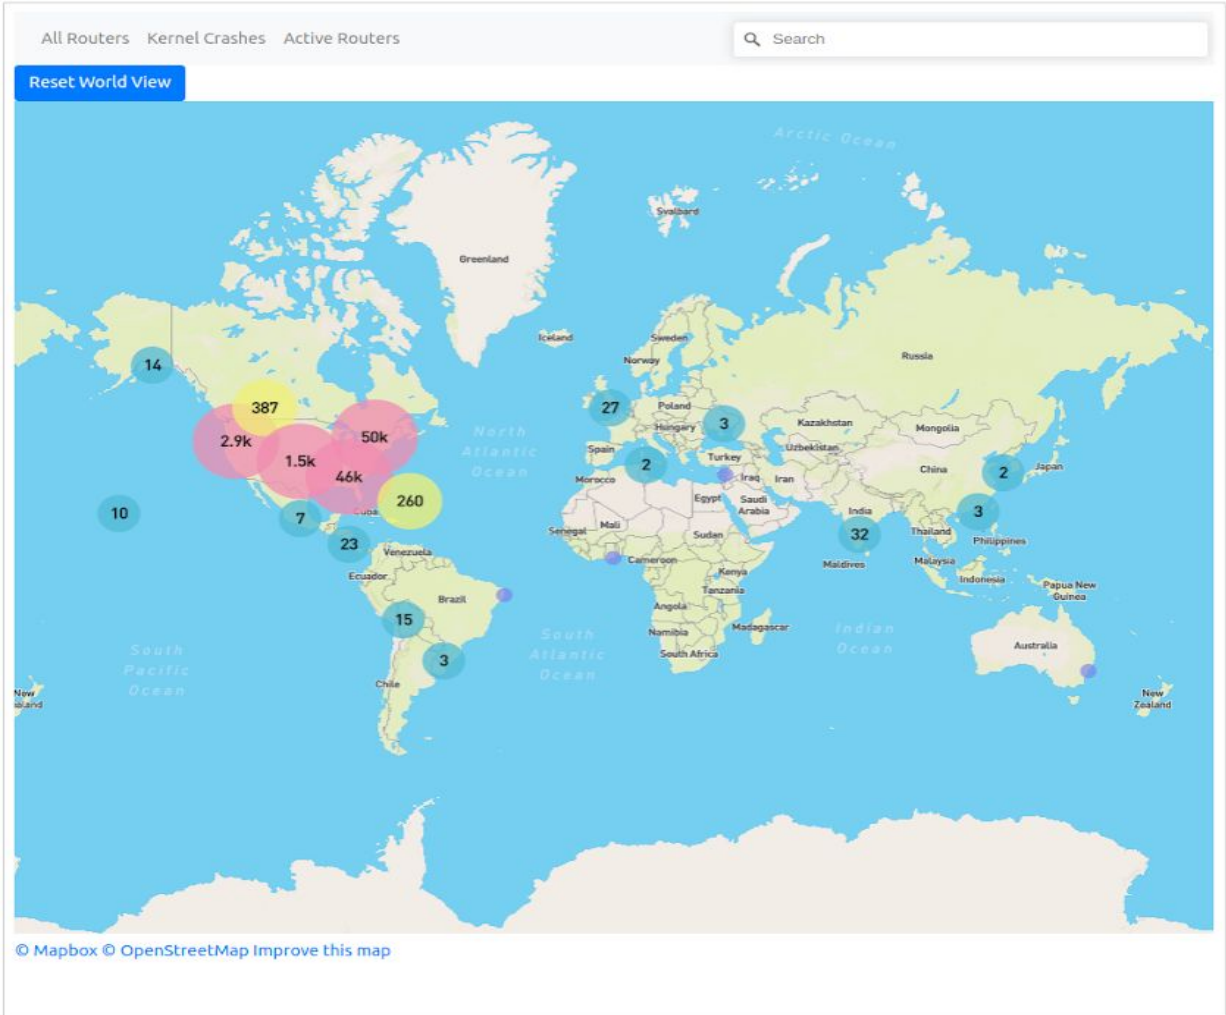 All Routers Kernel Crashes Active Routers Search
Reset World View
Arctic Ocean
Svalbard
Greenland
Iceland
Sweden
Norway
Russia
14
387
27
Poland
3
Kazakhstan
Mongolia
2.9k
50k
North
Atlantic
Ocean
Hungary
Uzbekistan
1.5k
46k
Spain
2
Turkey
China
2
Japan
Morocco
Iraq
Iran
10
7
260
Cuba
Egypt
Saudi
Arabia
India
3
23
Venezuela
Senegal
Mali
Sudan
32
Thailand
Philippines
Ecuador
Cameroon
Kenya
Maldives
Malaysia
Indonesia
Brazil
Tanzania
Papua New
Guinea
15
Angola
Namibia
Madagascar
South
Pacific
Ocean
South
Atlantic
Ocean
Indian
Ocean
3
South Africa
Australia
Chile
New
aland
New
Zealand
© Mapbox © OpenStreetMap Improve this map